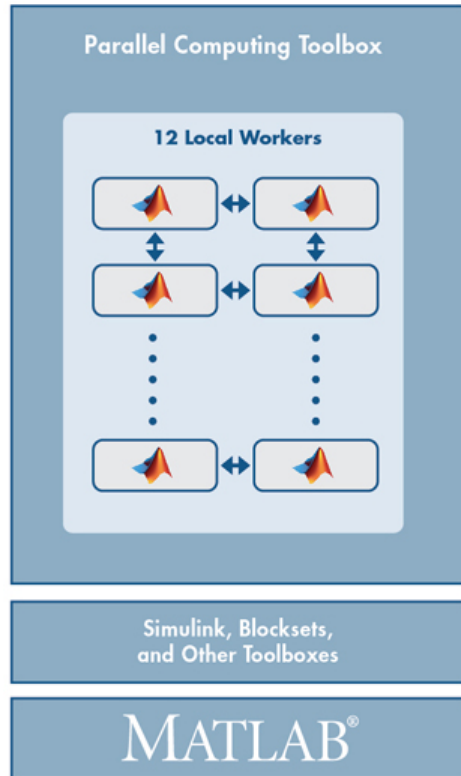 Parallel Computing Toolbox
12 Local Workers
Simulink, Blocksets,
and Other Toolboxes
MATLAB®